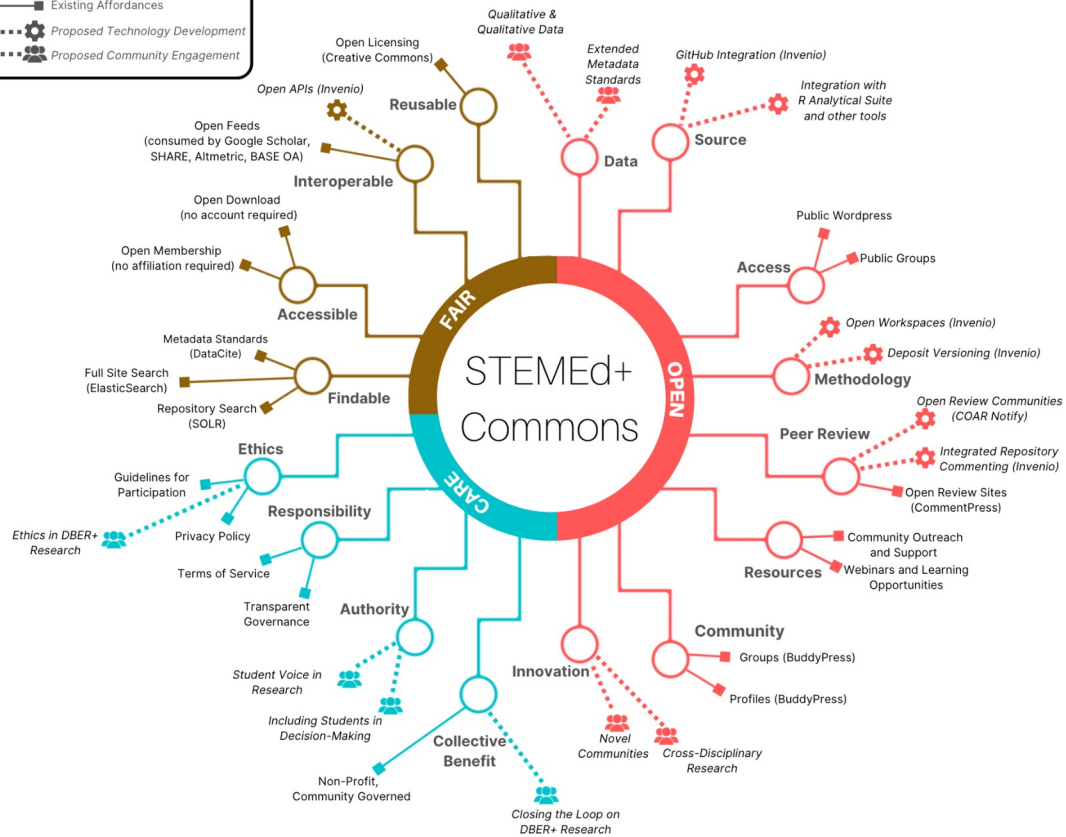 Existing Affordances
Proposed Technology Development
Proposed Community Engagement
Qualitative &
Qualitative Data
Extended
Metadata
Standards
Data
GitHub Integration (Invenio)
Integration with
R Analytical Suite
and other tools
Source
Open Licensing
(Creative Commons)
Reusable
Open APIs (Invenio)
Open Feeds
(consumed by Google Scholar,
SHARE, Altmetric, BASE OA)
Interoperable
Open Download
(no account required)
Open Membership
(no affiliation required)
Accessible
Metadata Standards
(DataCite)
Full Site Search
(ElasticSearch)
Repository Search
(SOLR)
Findable
FAIR
STEMEd+
Commons
OPEN
CARE
Public Wordpress
Public Groups
Access
Open Workspaces (Invenio)
Deposit Versioning (Invenio)
Methodology
Open Review Communities
(COAR Notify)
Peer Review
Integrated Repository
Commenting (Invenio)
Open Review Sites
(CommentPress)
Community Outreach
and Support
Webinars and Learning
Opportunities
Resources
Community
Groups (BuddyPress)
Profiles (BuddyPress)
Innovation
Novel
Communities
Cross-Disciplinary
Research
Ethics
Guidelines for
Participation
Privacy Policy
Ethics in DBER+
Research
Responsibility
Terms of Service
Transparent
Governance
Authority
Student Voice in
Research
Including Students in
Decision-Making
Collective
Benefit
Non-Profit,
Community Governed
Closing the Loop on
DBER+ Research